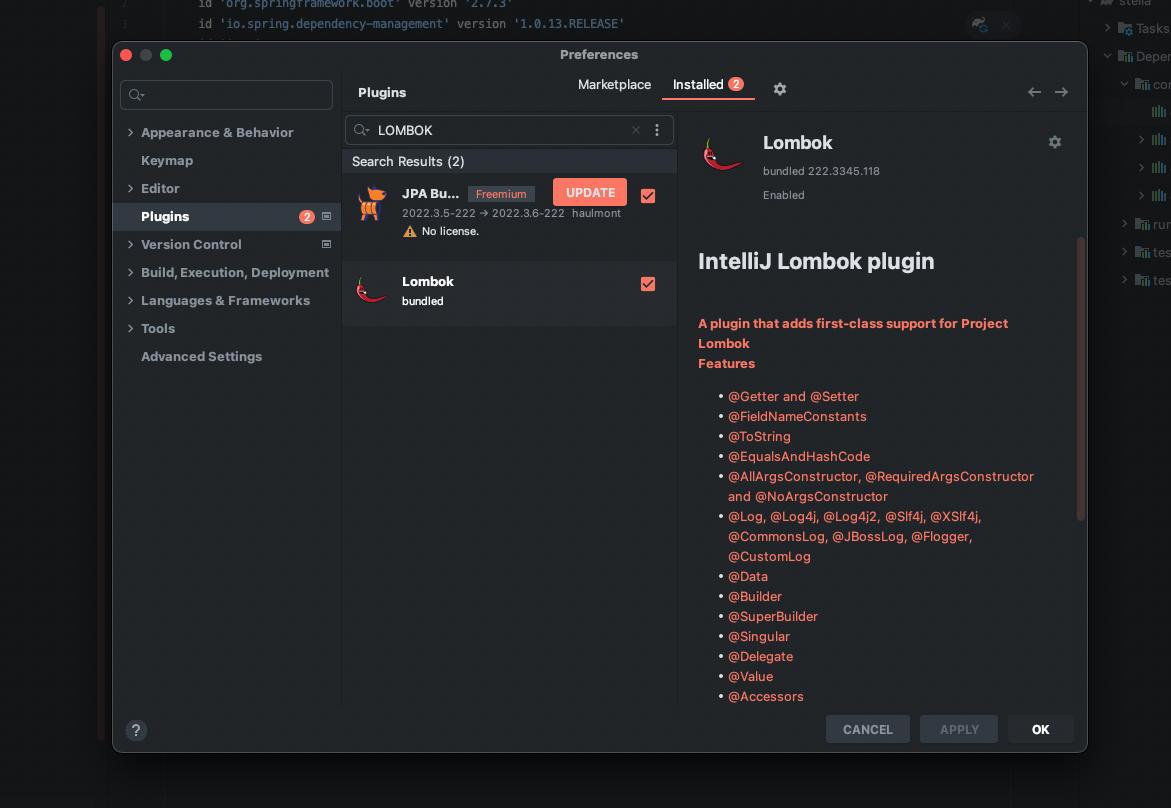 2
id 'org.springframework.boot' version '2.7.3'
3
id 'io.spring.dependency-management' version '1.0.13.RELEASE'
stella
Tasks
Preferences
Plugins
Marketplace
Installed 2
LOMBOK
Search Results (2)
Appearance & Behavior
Keymap
Editor
Plugins 2
Version Control
Build, Execution, Deployment
Languages & Frameworks
Tools
Advanced Settings
JPA Bu... Freemium UPDATE
2022.3.5-222 → 2022.3.6-222 haulmont
No license.
Lombok
bundled
Lombok
bundled 222.3345.118
Enabled
IntelliJ Lombok plugin
A plugin that adds first-class support for Project
Lombok
Features
• @Getter and @Setter
• @FieldNameConstants
• @ToString
• @EqualsAndHashCode
• @AllArgsConstructor, @RequiredArgsConstructor
and @NoArgsConstructor
• @Log, @Log4j, @Log4j2, @Slf4j, @XSlf4j,
@CommonsLog, @JBossLog, @Flogger,
@CustomLog
• @Data
• @Builder
• @SuperBuilder
• @Singular
• @Delegate
• @Value
• @Accessors
?
CANCEL
APPLY
OK
Depe
co
run
tes
tes